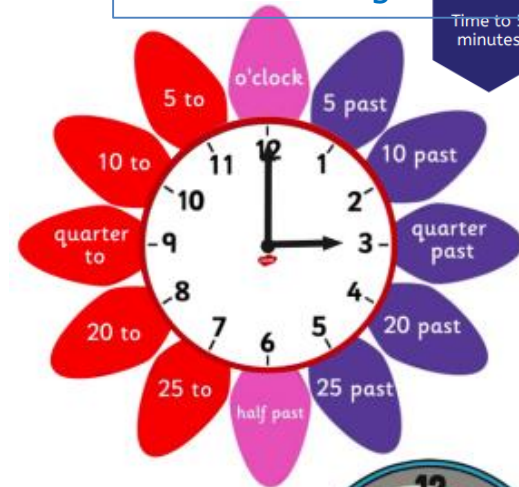 Time to
minutes
o'clock
5 to
5 past
10 to
10 past
quarter
to
quarter
past
20 to
20 past
25 to
25 past
half past
12
11
1
10
2
9
3
8
4
7
5
6
12